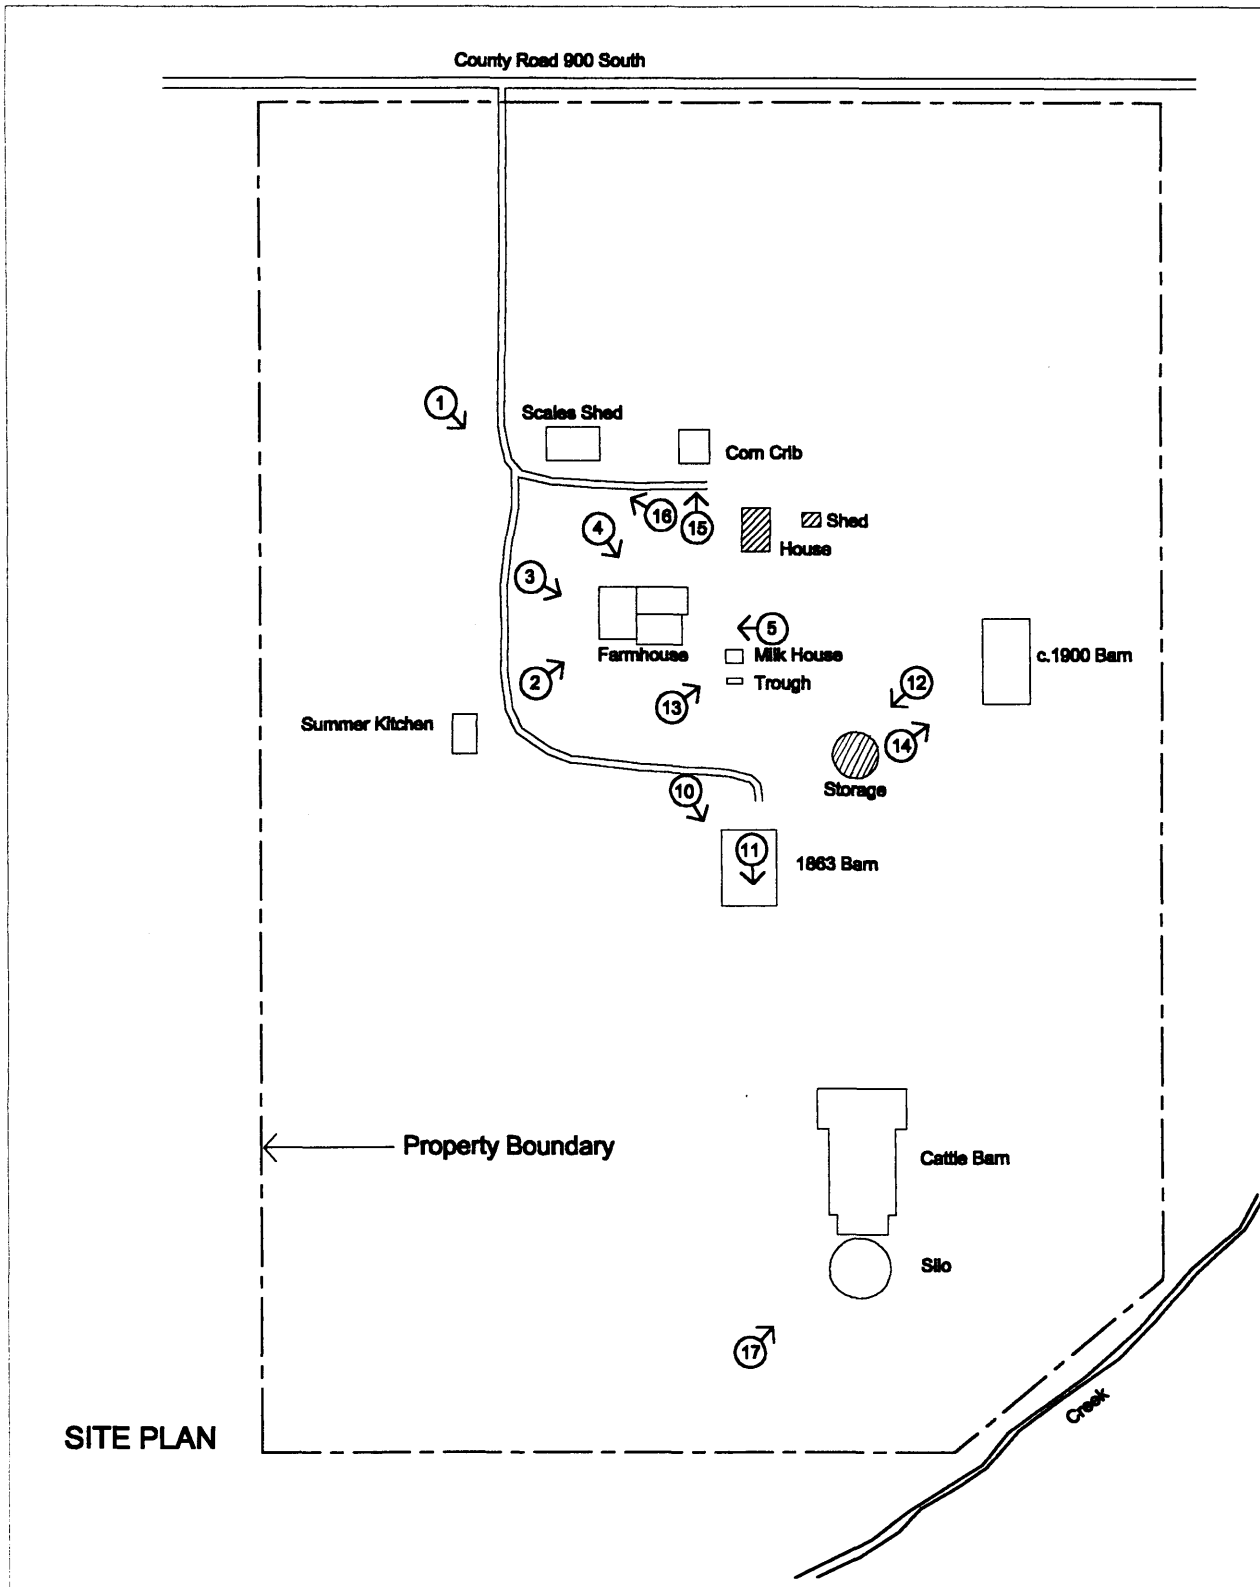 County Road 900 South
1
Scales Shed
Corn Crib
16
15
4
Shed
House
3
5
Farmhouse
Milk House
c.1900 Barn
2
Trough
12
13
Summer Kitchen
14
Storage
10
11
1863 Barn
Property Boundary
Cattle Barn
Silo
17
Creek
SITE PLAN